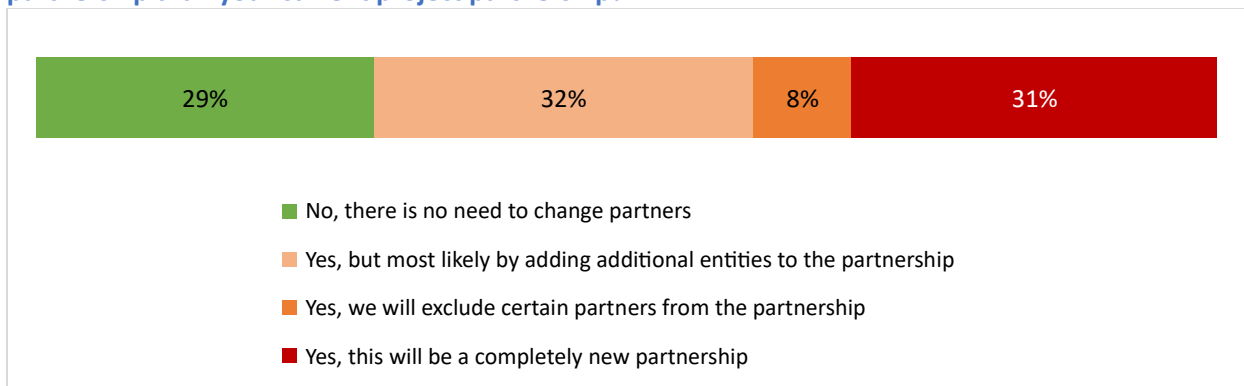 29%
32%
8%
31%
No, there is no need to change partners
Yes, but most likely by adding additional entities to the partnership
Yes, we will exclude certain partners from the partnership
Yes, this will be a completely new partnership